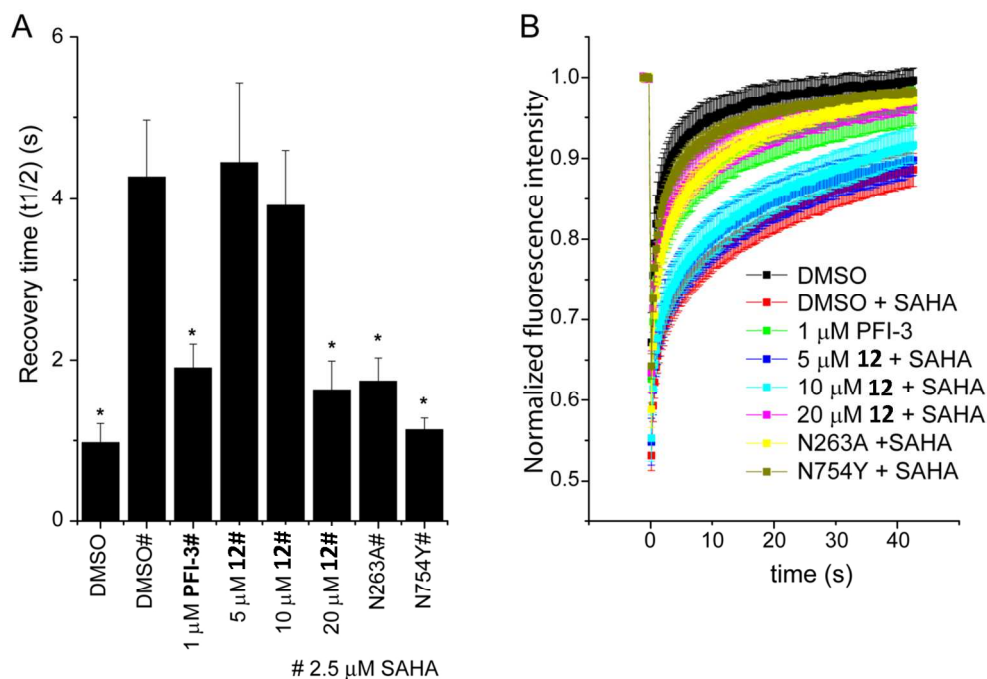 A
Recovery time (t1/2) (s)
6
4
2
0
*
*
*
*
*
DMSO
DMSO#
1 μM PFI-3#
5 μM 12#
10 μM 12#
20 μM 12#
N263A#
N754Y#
# 2.5 μM SAHA
B
Normalized fluorescence intensity
1.0
0.9
0.8
0.7
0.6
0.5
DMSO
DMSO + SAHA
1 μM PFI-3
5 μM 12 + SAHA
10 μM 12 + SAHA
20 μM 12 + SAHA
N263A +SAHA
N754Y + SAHA
0 10 20 30 40
time (s)